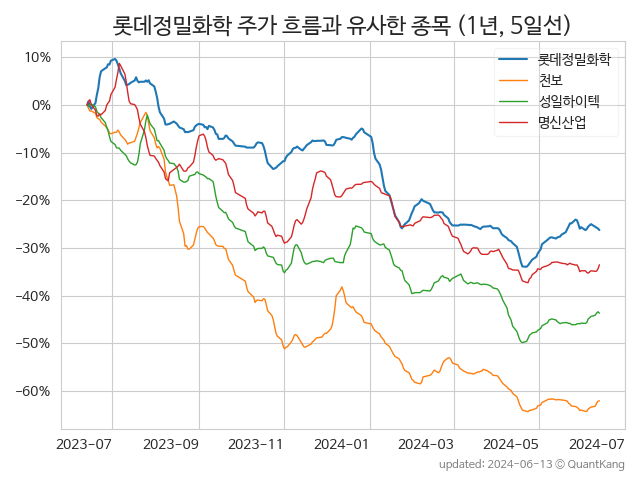 롯데정밀화학 주가 흐름과 유사한 종목 (1년, 5일선)
롯데정밀화학
천보
성일하이텍
명신산업
10%
0%
−10%
−20%
−30%
−40%
−50%
−60%
2023-07
2023-09
2023-11
2024-01
2024-03
2024-05
2024-07
updated: 2024-06-13 © QuantKang